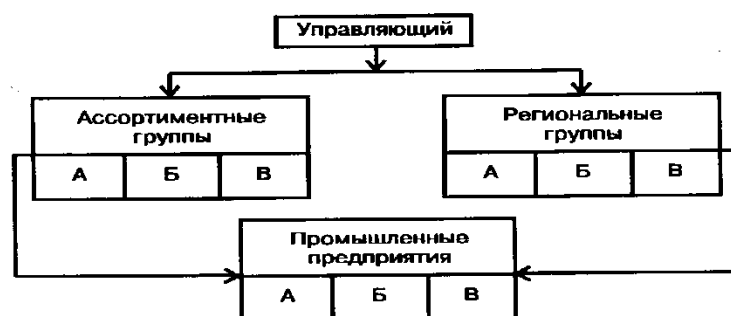 Управляющий
Ассортиментные
группы
А Б В
Региональные
группы
А Б В
Промышленные
предприятия
А Б В